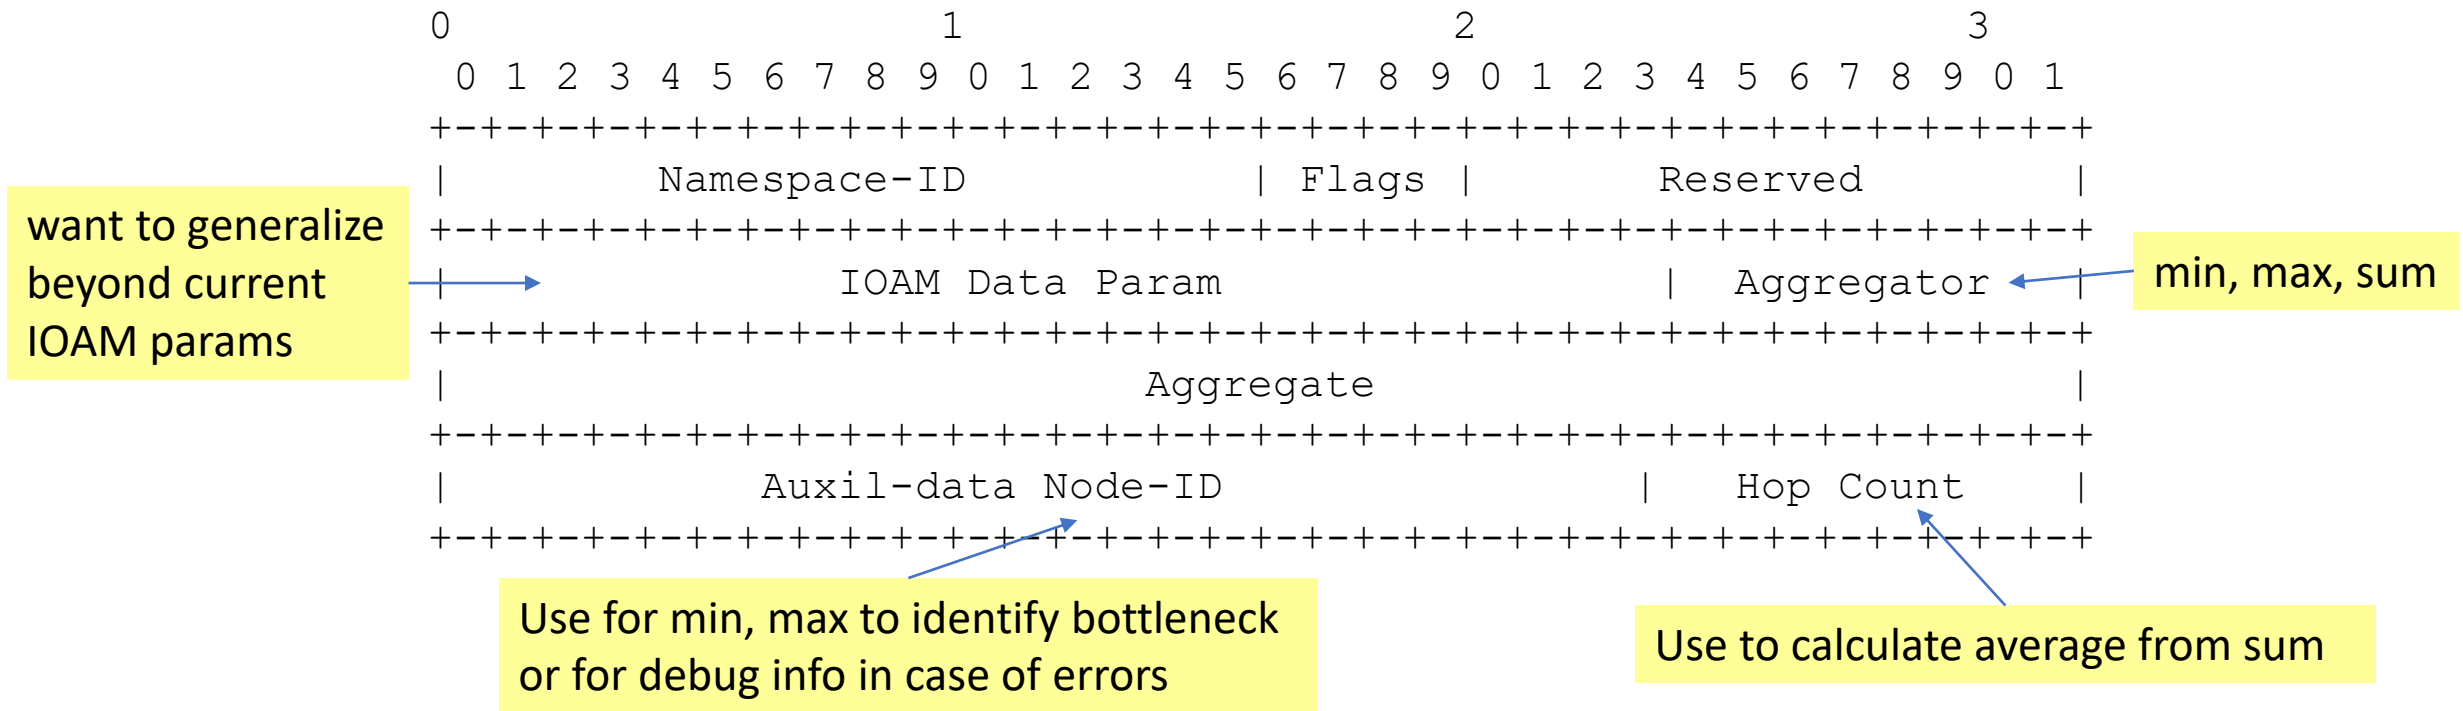 0 1 2 3
0 1 2 3 4 5 6 7 8 9 0 1 2 3 4 5 6 7 8 9 0 1 2 3 4 5 6 7 8 9 0 1
+-+-+-+-+-+-+-+-+-+-+-+-+-+-+-+-+-+-+-+-+-+-+-+-+-+-+-+-+-+-+-+-+
| Namespace-ID | Flags | Reserved |
+-+-+-+-+-+-+-+-+-+-+-+-+-+-+-+-+-+-+-+-+-+-+-+-+-+-+-+-+-+-+-+-+
| IOAM Data Param | Aggregator |
+-+-+-+-+-+-+-+-+-+-+-+-+-+-+-+-+-+-+-+-+-+-+-+-+-+-+-+-+-+-+-+-+
| Aggregate |
+-+-+-+-+-+-+-+-+-+-+-+-+-+-+-+-+-+-+-+-+-+-+-+-+-+-+-+-+-+-+-+-+
| Auxil-data Node-ID | Hop Count |
+-+-+-+-+-+-+-+-+-+-+-+-+-+-+-+-+-+-+-+-+-+-+-+-+-+-+-+-+-+-+-+-+
want to generalize
beyond current
IOAM params
min, max, sum
Use for min, max to identify bottleneck
or for debug info in case of errors
Use to calculate average from sum